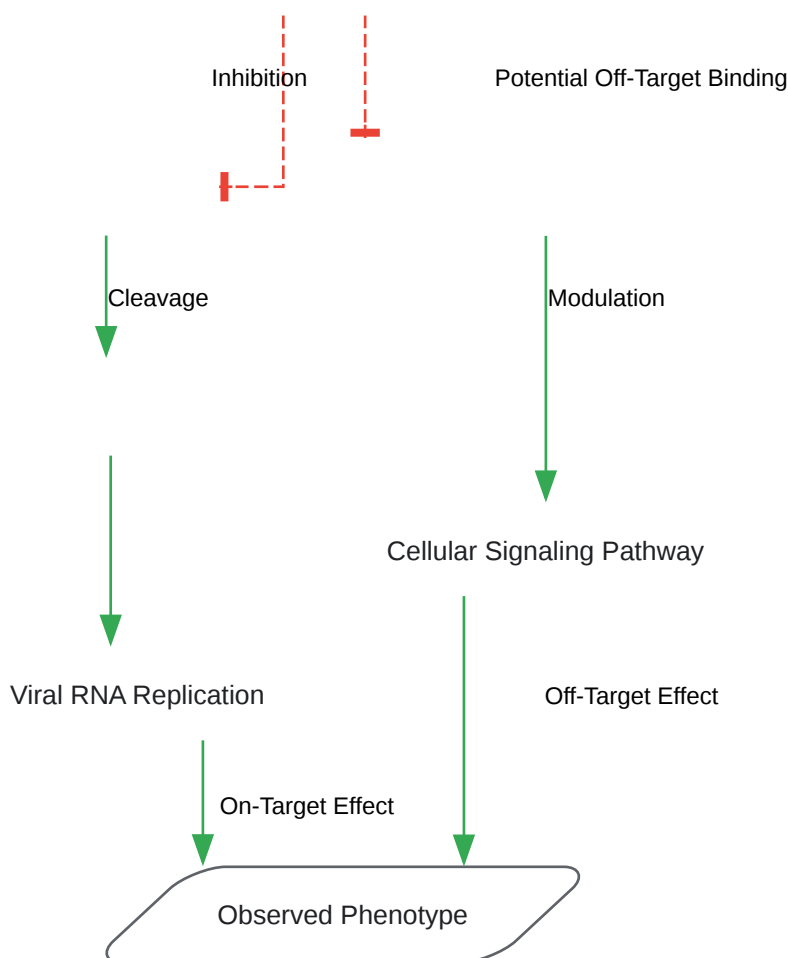 Inhibition
Potential Off-Target Binding
Cleavage
Modulation
Cellular Signaling Pathway
Viral RNA Replication
Off-Target Effect
On-Target Effect
Observed Phenotype